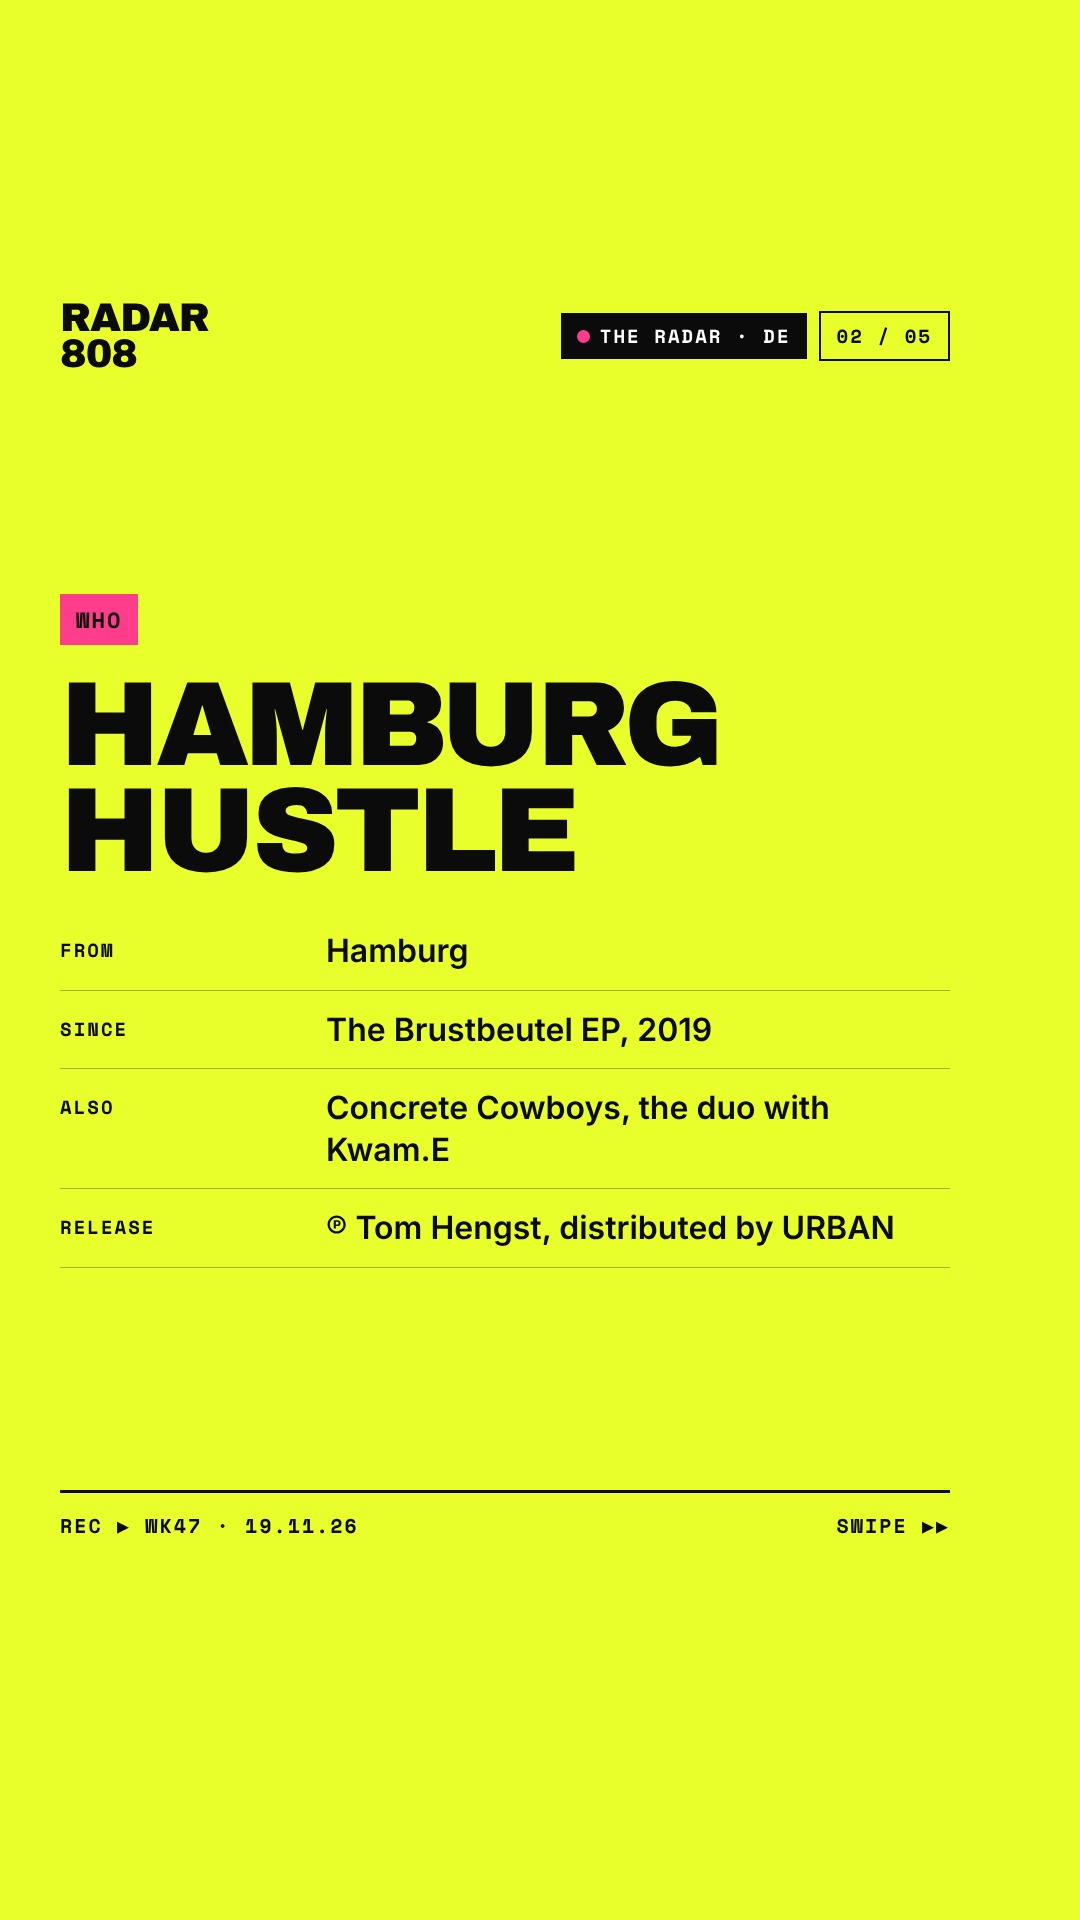 RADAR
808
THE RADAR · DE
02 / 05
WHO
HAMBURG
HUSTLE
FROM Hamburg
SINCE The Brustbeutel EP, 2019
ALSO Concrete Cowboys, the duo with
Kwam.E
RELEASE ℗ Tom Hengst, distributed by URBAN
REC ▶ WK47 · 19.11.26
SWIPE ▶▶